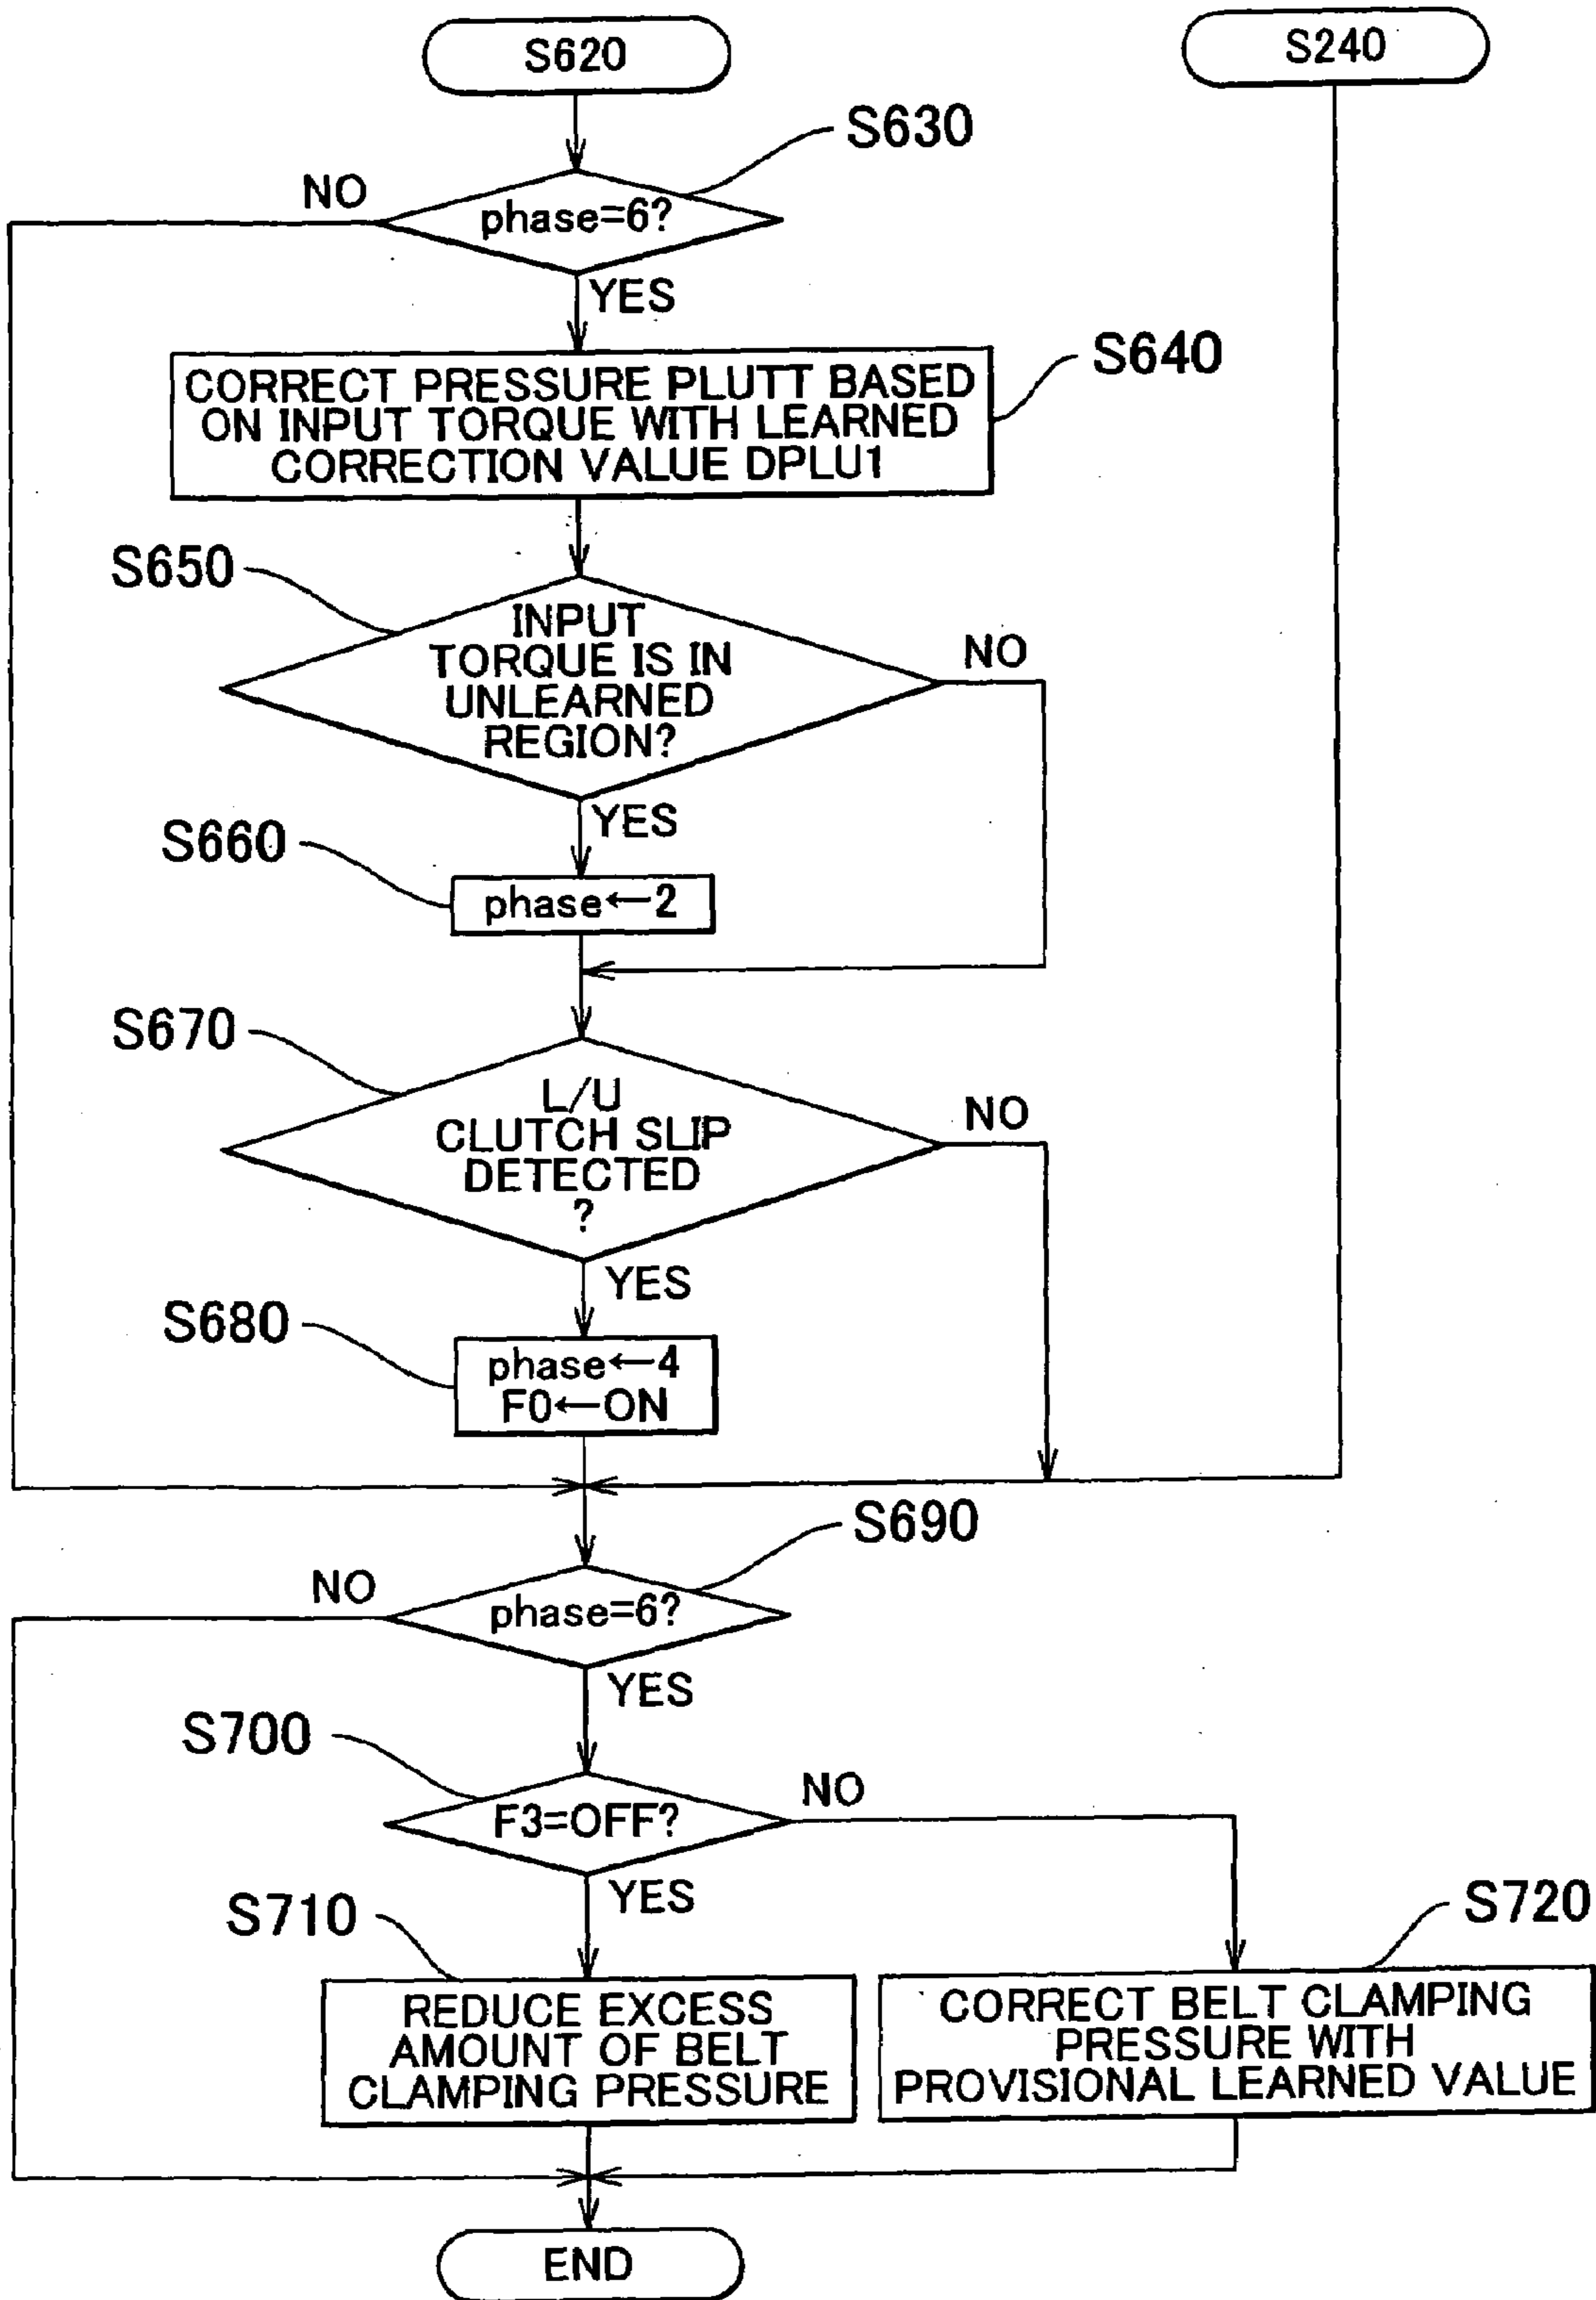 S620
S240
S630
NO
phase=6?
YES
S640
CORRECT PRESSURE PLUTT BASED
ON INPUT TORQUE WITH LEARNED
CORRECTION VALUE DPLU1
S650
INPUT
TORQUE IS IN
UNLEARNED
REGION?
NO
YES
S660
phase←2
S670
L/U
CLUTCH SLIP
DETECTED
?
NO
YES
S680
phase←4
F0←ON
S690
NO
phase=6?
YES
S700
F3=OFF?
NO
YES
S710
S720
REDUCE EXCESS
AMOUNT OF BELT
CLAMPING PRESSURE
CORRECT BELT CLAMPING
PRESSURE WITH
PROVISIONAL LEARNED VALUE
END